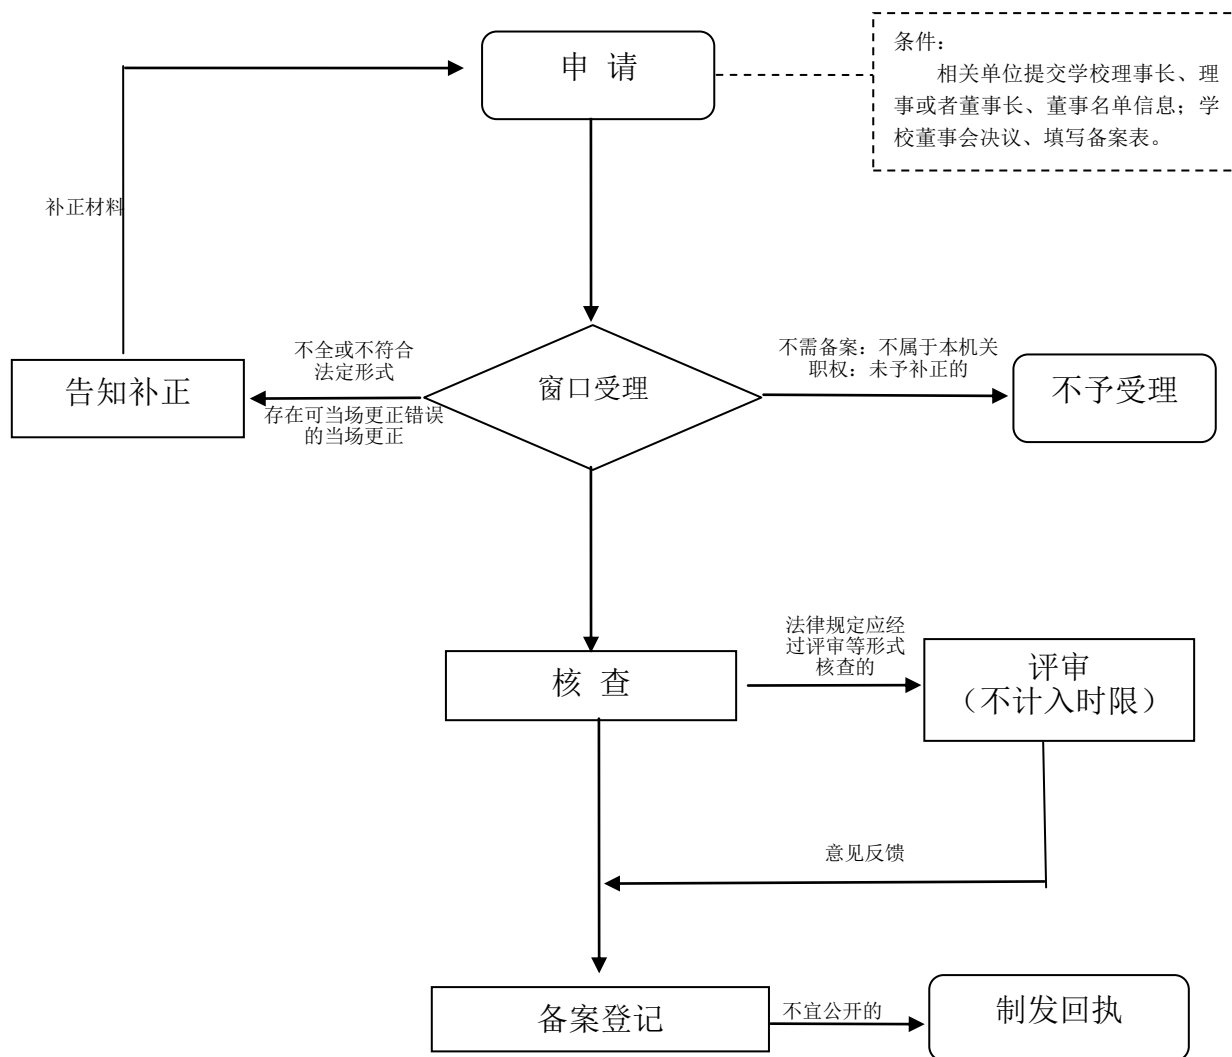 申 请
条件：
相关单位提交学校理事长、理
事或者董事长、董事名单信息；学
校董事会决议、填写备案表。
补正材料
不全或不符合
法定形式
不需备案：不属于本机关
职权：未予补正的
告知补正
窗口受理
不予受理
存在可当场更正错误
的当场更正
法律规定应经
过评审等形式
核查的
核 查
评审
（不计入时限）
意见反馈
备案登记
不宜公开的
制发回执